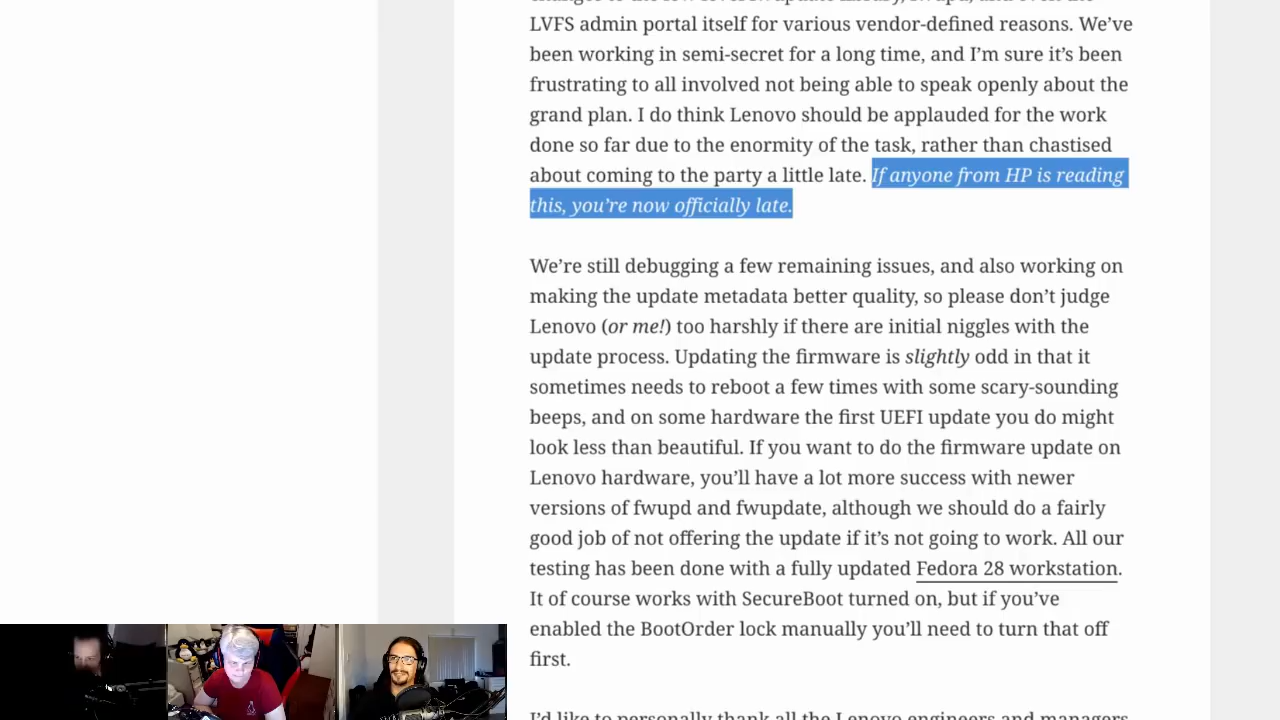 LVFS admin portal itself for various vendor-defined reasons. We’ve
been working in semi-secret for a long time, and I’m sure it’s been
frustrating to all involved not being able to speak openly about the
grand plan. I do think Lenovo should be applauded for the work
done so far due to the enormity of the task, rather than chastised
about coming to the party a little late. If anyone from HP is reading
this, you’re now officially late.
We’re still debugging a few remaining issues, and also working on
making the update metadata better quality, so please don’t judge
Lenovo (or me!) too harshly if there are initial niggles with the
update process. Updating the firmware is slightly odd in that it
sometimes needs to reboot a few times with some scary-sounding
beeps, and on some hardware the first UEFI update you do might
look less than beautiful. If you want to do the firmware update on
Lenovo hardware, you’ll have a lot more success with newer
versions of fwupd and fwupdate, although we should do a fairly
good job of not offering the update if it’s not going to work. All our
testing has been done with a fully updated Fedora 28 workstation.
It of course works with SecureBoot turned on, but if you’ve
enabled the BootOrder lock manually you’ll need to turn that off
first.
I’d like to personally thank all the Lenovo engineers and managers